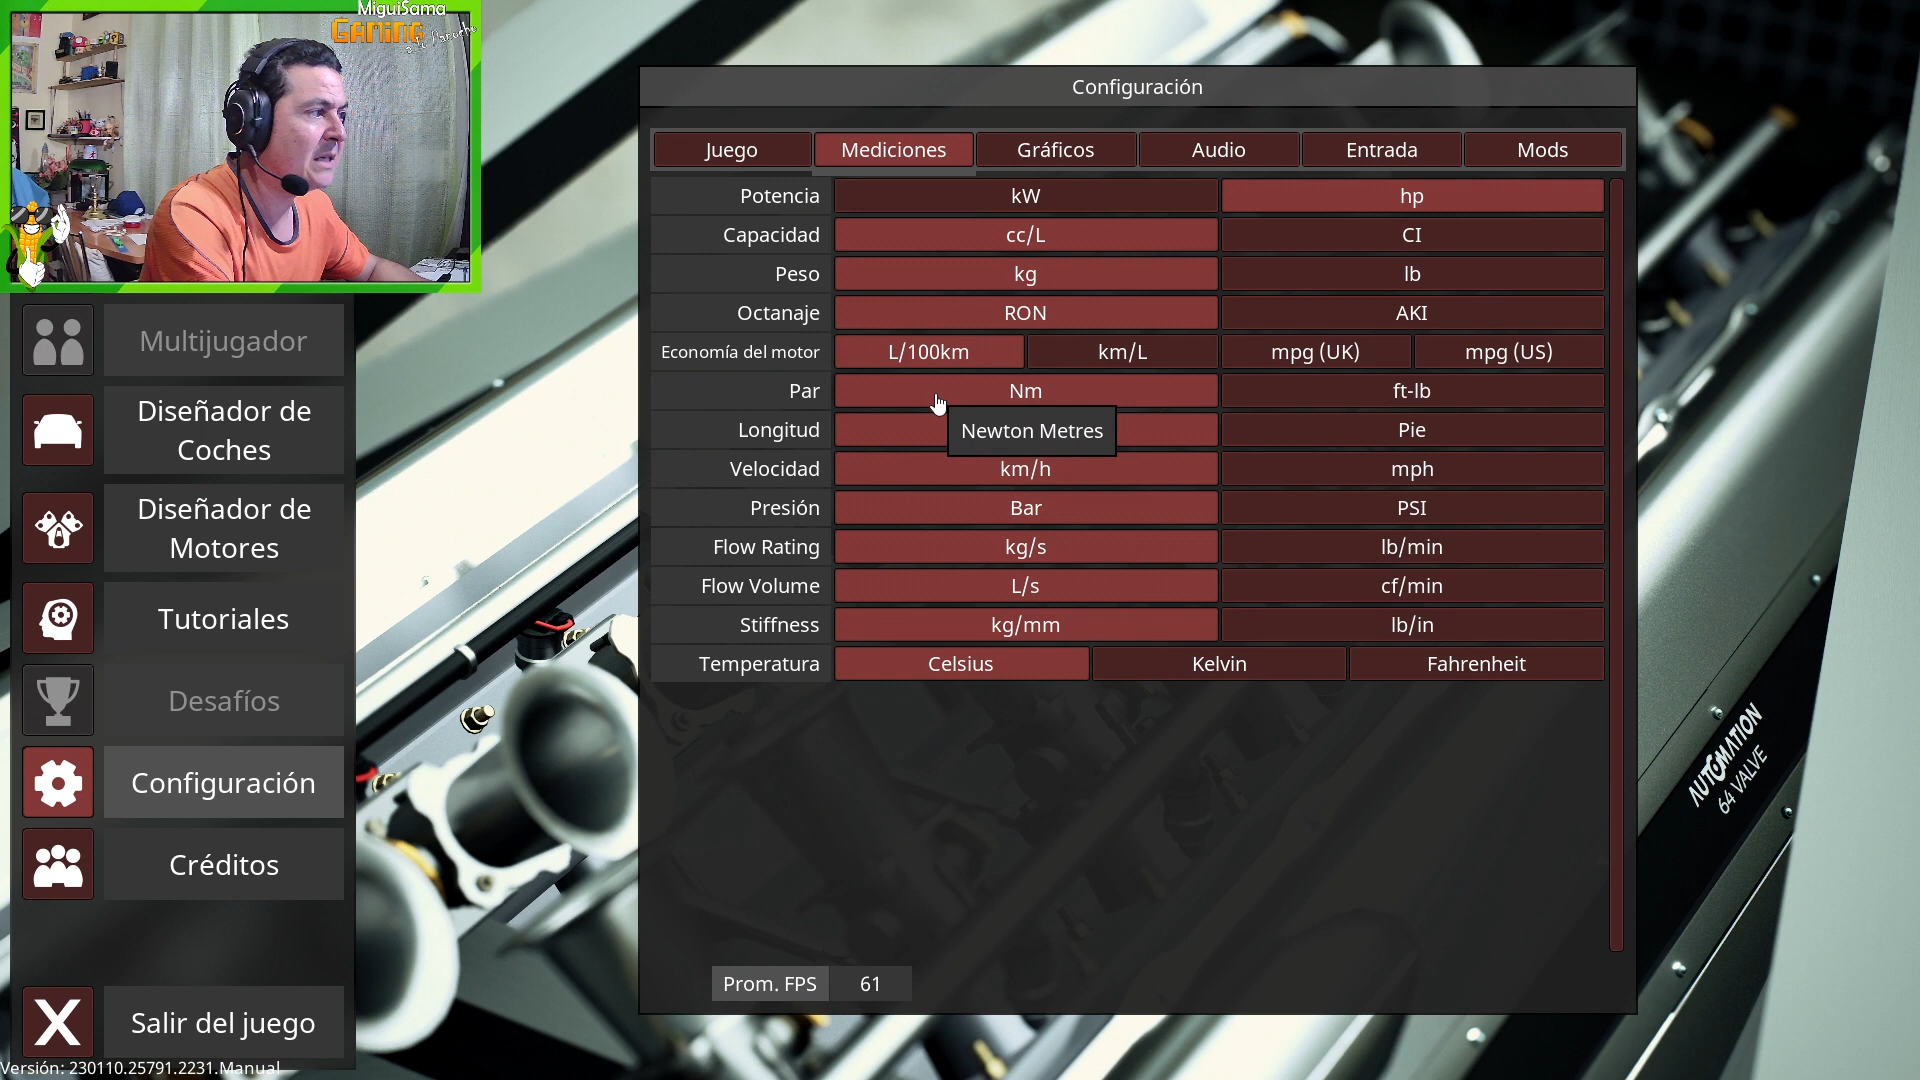 MiguiSama
GAMING
a lo Panocho
Configuración
Juego
Mediciones
Gráficos
Audio
Entrada
Mods
Potencia kW hp
Capacidad cc/L CI
Peso kg lb
Octanaje RON AKI
Economía del motor L/100km km/L mpg (UK) mpg (US)
Par Nm ft-lb
Newton Metres
Longitud Pie
Velocidad km/h mph
Presión Bar PSI
Flow Rating kg/s lb/min
Flow Volume L/s cf/min
Stiffness kg/mm lb/in
Temperatura Celsius Kelvin Fahrenheit
Prom. FPS 61
Multijugador
Diseñador de
Coches
Diseñador de
Motores
Tutoriales
Desafíos
Configuración
Créditos
Salir del juego
Versión: 230110.25791.2231.Manual
AUTOMATION
64 VALVE